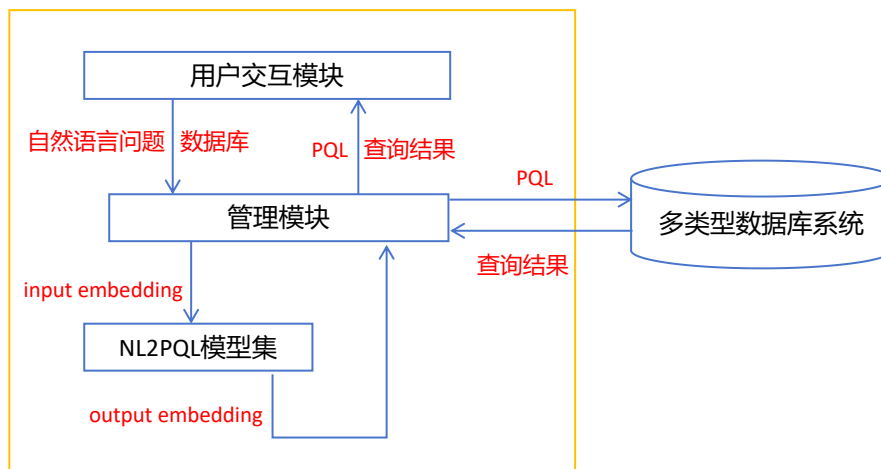 用户交互模块
自然语言问题 数据库
PQL 查询结果
管理模块
PQL
多类型数据库系统
查询结果
input embedding
NL2PQL模型集
output embedding